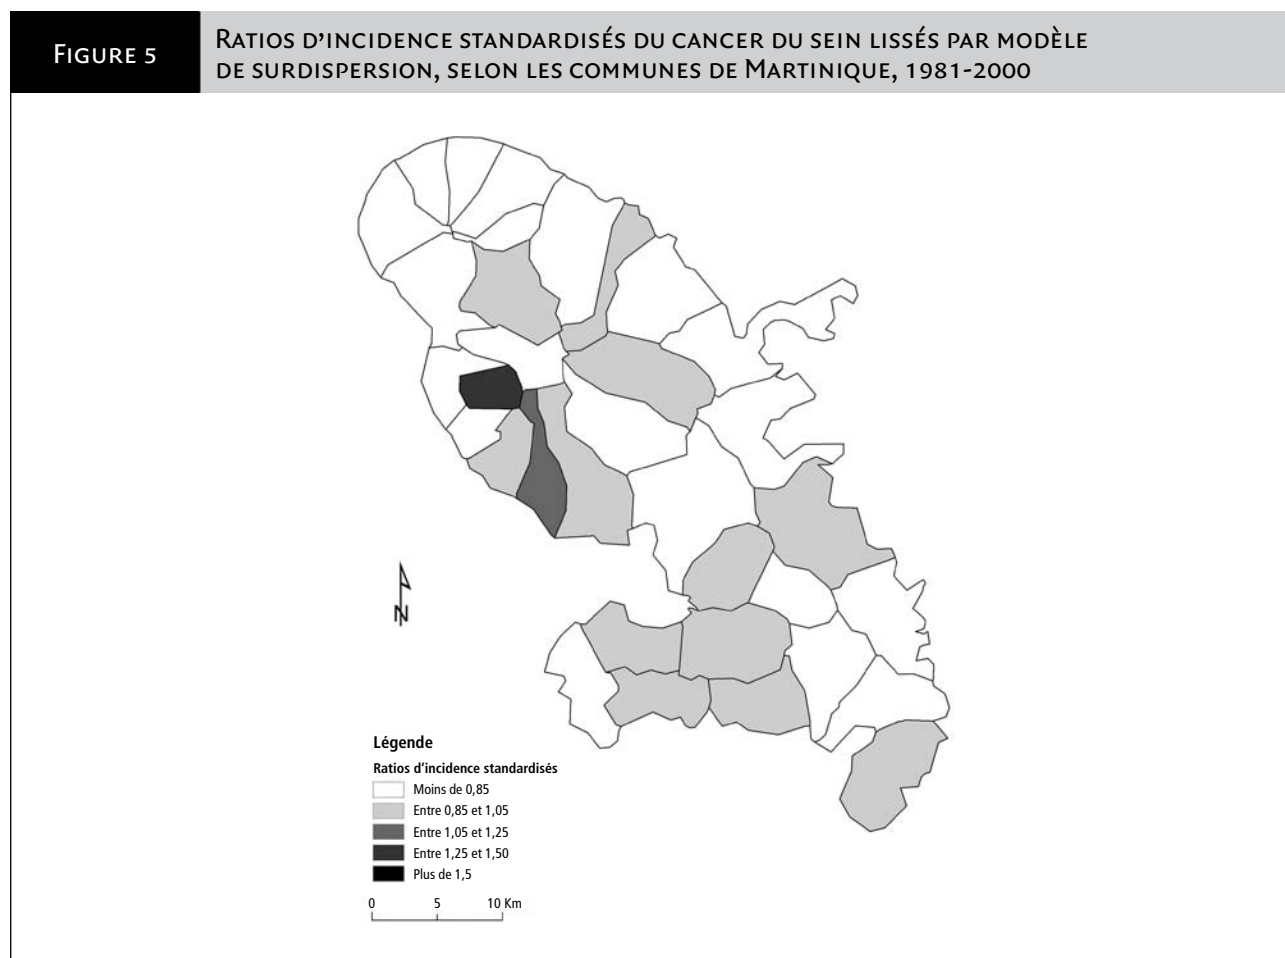 FIGURE 5
RATIOS D'INCIDENCE STANDARDISÉS DU CANCER DU SEIN LISSÉS PAR MODÈLE
DE SURDISPERSION, SELON LES COMMUNES DE MARTINIQUE, 1981-2000
N
Légende
Ratios d'incidence standardisés
Moins de 0,85
Entre 0,85 et 1,05
Entre 1,05 et 1,25
Entre 1,25 et 1,50
Plus de 1,5
0 5 10 Km